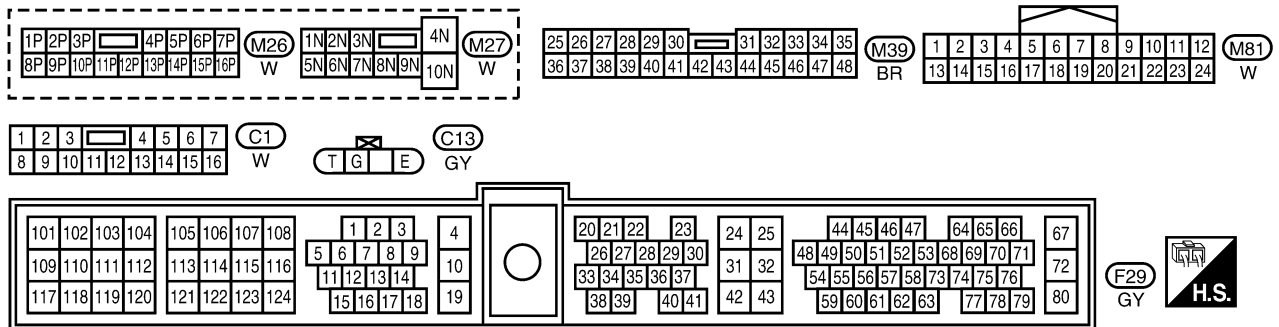 1P 2P 3P 4P 5P 6P 7P
8P 9P 10P 11P 12P 13P 14P 15P 16P
M26
W
1N 2N 3N 4N
5N 6N 7N 8N 9N 10N
M27
W
25 26 27 28 29 30 31 32 33 34 35
36 37 38 39 40 41 42 43 44 45 46 47 48
M39
BR
1 2 3 4 5 6 7 8 9 10 11 12
13 14 15 16 17 18 19 20 21 22 23 24
M81
W
1 2 3 4 5 6 7
8 9 10 11 12 13 14 15 16
C1
W
T G E
C13
GY
101 102 103 104 105 106 107 108 1 2 3 4 20 21 22 23 24 25 44 45 46 47 64 65 66 67
109 110 111 112 113 114 115 116 5 6 7 8 9 10 26 27 28 29 30 31 32 48 49 50 51 52 53 68 69 70 71 72
117 118 119 120 121 122 123 124 11 12 13 14 19 33 34 35 36 37 42 43 54 55 56 57 58 73 74 75 76 80
15 16 17 18 38 39 40 41 59 60 61 62 63 77 78 79
F29
GY
H.S.